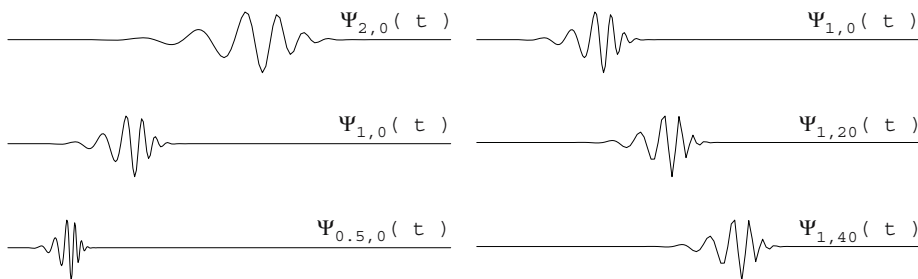 Ψ2,0( t )
Ψ1,0( t )
Ψ1,0( t )
Ψ1,20( t )
Ψ0.5,0( t )
Ψ1,40( t )